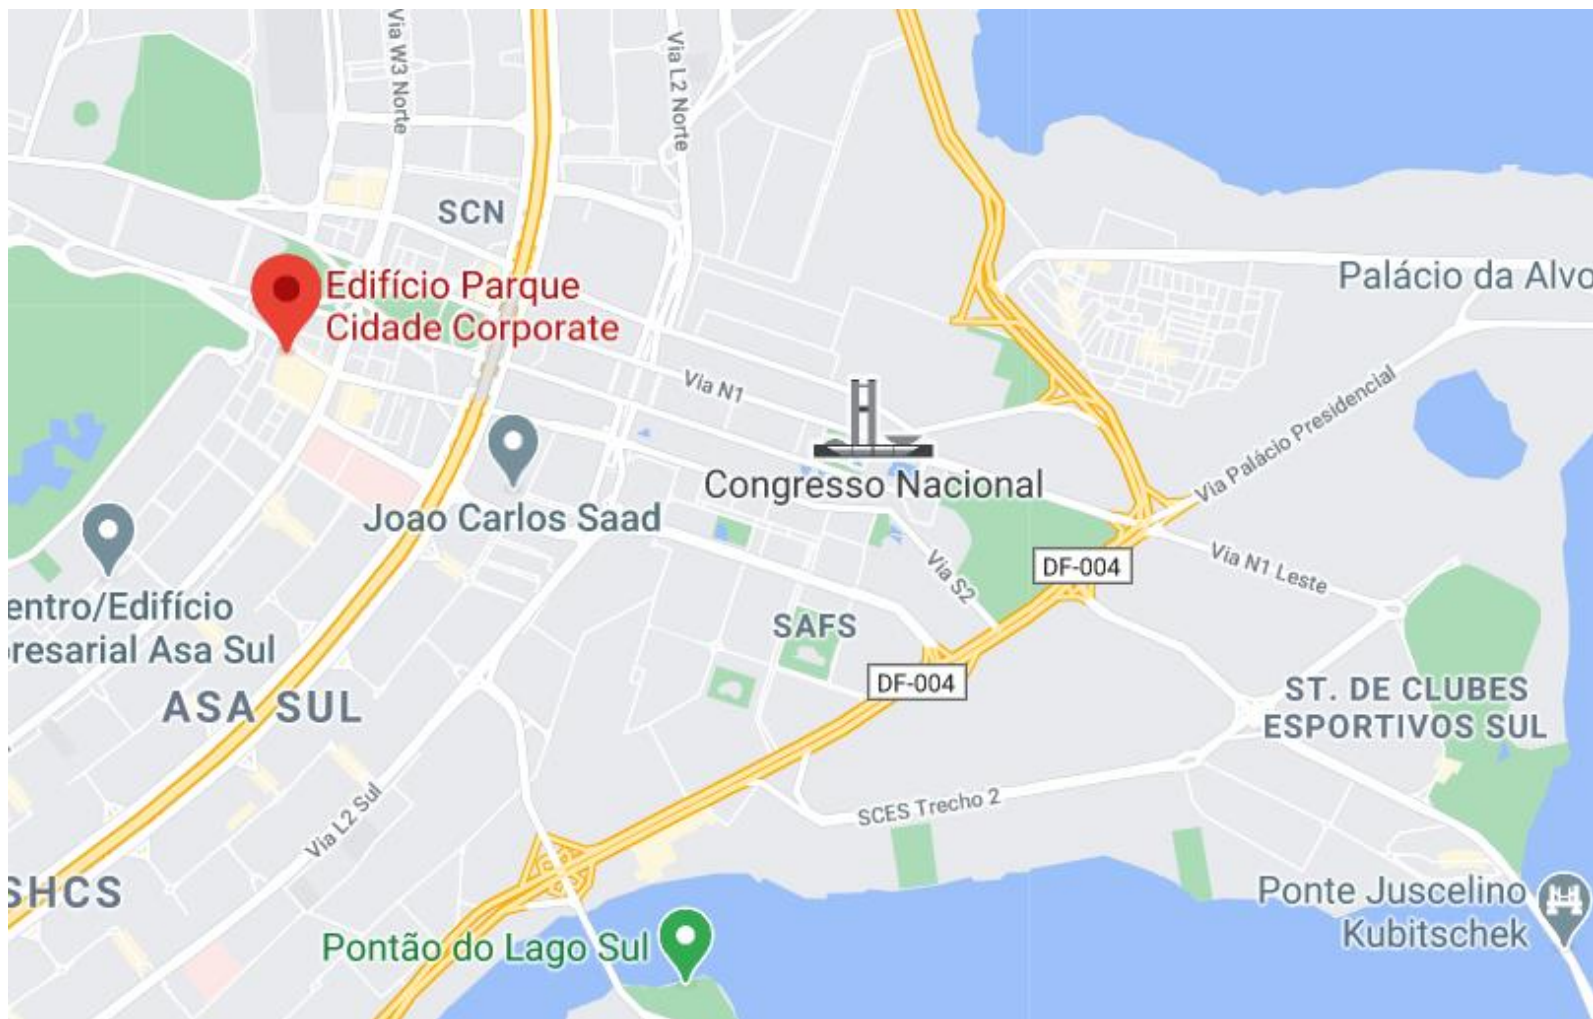 Via W3 Norte
Via L2 Norte
SCN
Edifício Parque
Cidade Corporate
Palácio da Alvo
Via N1
Via Palácio Presidencial
Congresso Nacional
Joao Carlos Saad
Via N1 Leste
DF-004
Via S2
entro/Edifício
resarial Asa Sul
SAFS
DF-004
ASA SUL
ST. DE CLUBES
ESPORTIVOS SUL
SCES Trecho 2
Via L2 Sul
SHCS
Ponte Juscelino
Kubitschek
Pontão do Lago Sul